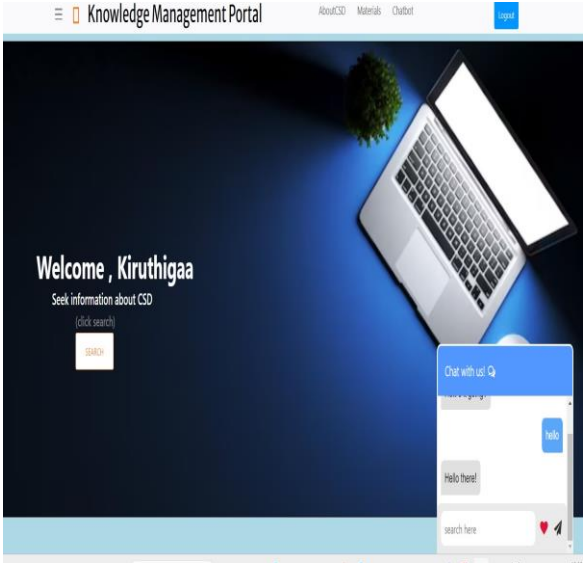 Knowledge Management Portal
AboutCSD Materials Chatbot
Logout
Welcome , Kiruthigaa
Seek information about CSD
(click search)
SEARCH
Chat with us!
hello
Hello there!
search here